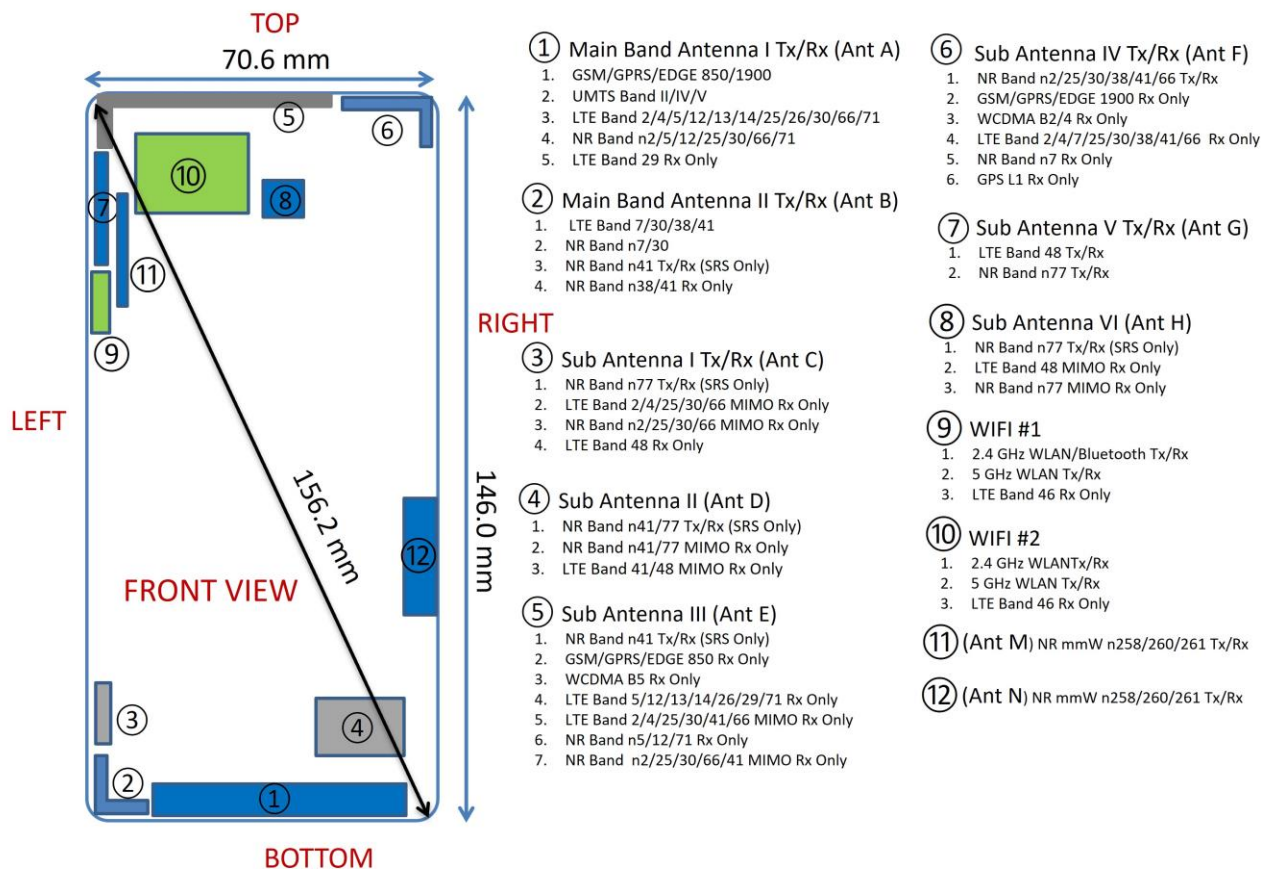 TOP
70.6 mm
⑤
⑥
⑩
⑦
⑧
⑪
⑨
RIGHT
LEFT
156.2 mm
146.0 mm
⑫
FRONT VIEW
③
④
②
①
BOTTOM
① Main Band Antenna I Tx/Rx (Ant A)
1. GSM/GPRS/EDGE 850/1900
2. UMTS Band II/IV/V
3. LTE Band 2/4/5/12/13/14/25/26/30/66/71
4. NR Band n2/5/12/25/30/66/71
5. LTE Band 29 Rx Only
② Main Band Antenna II Tx/Rx (Ant B)
1. LTE Band 7/30/38/41
2. NR Band n7/30
3. NR Band n41 Tx/Rx (SRS Only)
4. NR Band n38/41 Rx Only
③ Sub Antenna I Tx/Rx (Ant C)
1. NR Band n77 Tx/Rx (SRS Only)
2. LTE Band 2/4/25/30/66 MIMO Rx Only
3. NR Band n2/25/30/66 MIMO Rx Only
4. LTE Band 48 Rx Only
④ Sub Antenna II (Ant D)
1. NR Band n41/77 Tx/Rx (SRS Only)
2. NR Band n41/77 MIMO Rx Only
3. LTE Band 41/48 MIMO Rx Only
⑤ Sub Antenna III (Ant E)
1. NR Band n41 Tx/Rx (SRS Only)
2. GSM/GPRS/EDGE 850 Rx Only
3. WCDMA B5 Rx Only
4. LTE Band 5/12/13/14/26/29/71 Rx Only
5. LTE Band 2/4/25/30/41/66 MIMO Rx Only
6. NR Band n5/12/71 Rx Only
7. NR Band n2/25/30/66/41 MIMO Rx Only
⑥ Sub Antenna IV Tx/Rx (Ant F)
1. NR Band n2/25/30/38/41/66 Tx/Rx
2. GSM/GPRS/EDGE 1900 Rx Only
3. WCDMA B2/4 Rx Only
4. LTE Band 2/4/7/25/30/38/41/66 Rx Only
5. NR Band n7 Rx Only
6. GPS L1 Rx Only
⑦ Sub Antenna V Tx/Rx (Ant G)
1. LTE Band 48 Tx/Rx
2. NR Band n77 Tx/Rx
⑧ Sub Antenna VI (Ant H)
1. NR Band n77 Tx/Rx (SRS Only)
2. LTE Band 48 MIMO Rx Only
3. NR Band n77 MIMO Rx Only
⑨ WIFI #1
1. 2.4 GHz WLAN/Bluetooth Tx/Rx
2. 5 GHz WLAN Tx/Rx
3. LTE Band 46 Rx Only
⑩ WIFI #2
1. 2.4 GHz WLANTx/Rx
2. 5 GHz WLAN Tx/Rx
3. LTE Band 46 Rx Only
⑪ (Ant M) NR mmW n258/260/261 Tx/Rx
⑫ (Ant N) NR mmW n258/260/261 Tx/Rx